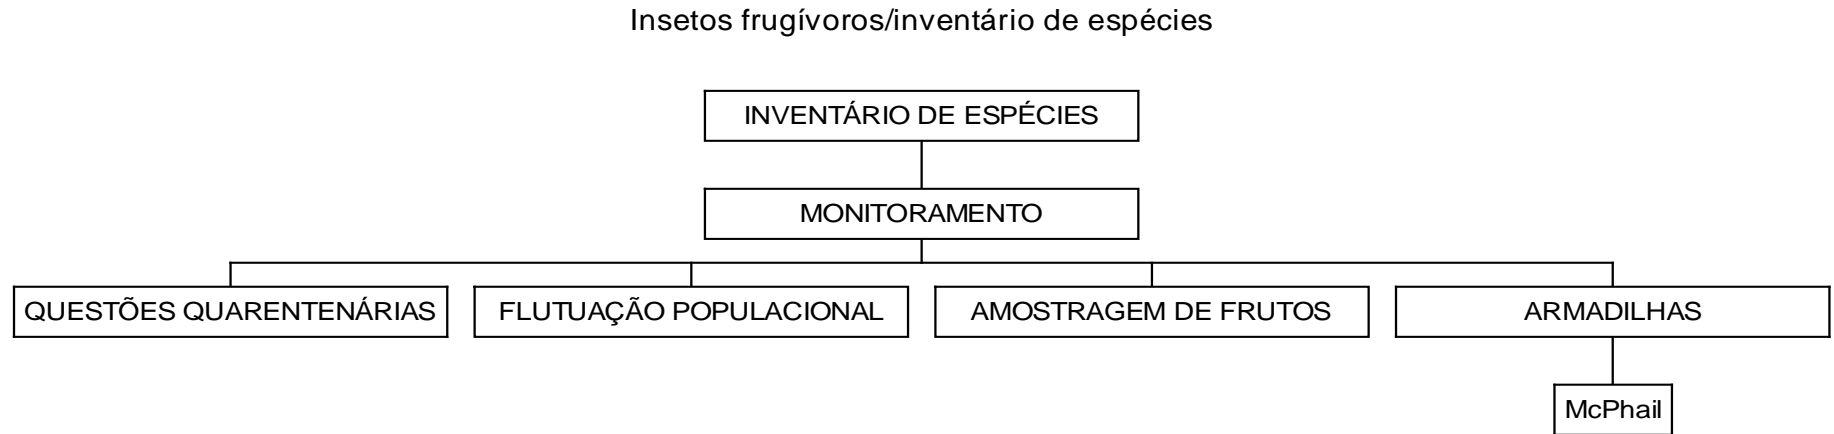 Insetos frugívoros/inventário de espécies
INVENTÁRIO DE ESPÉCIES
MONITORAMENTO
QUESTÕES QUARENTENÁRIAS
FLUTUAÇÃO POPULACIONAL
AMOSTRAGEM DE FRUTOS
ARMADILHAS
McPhail